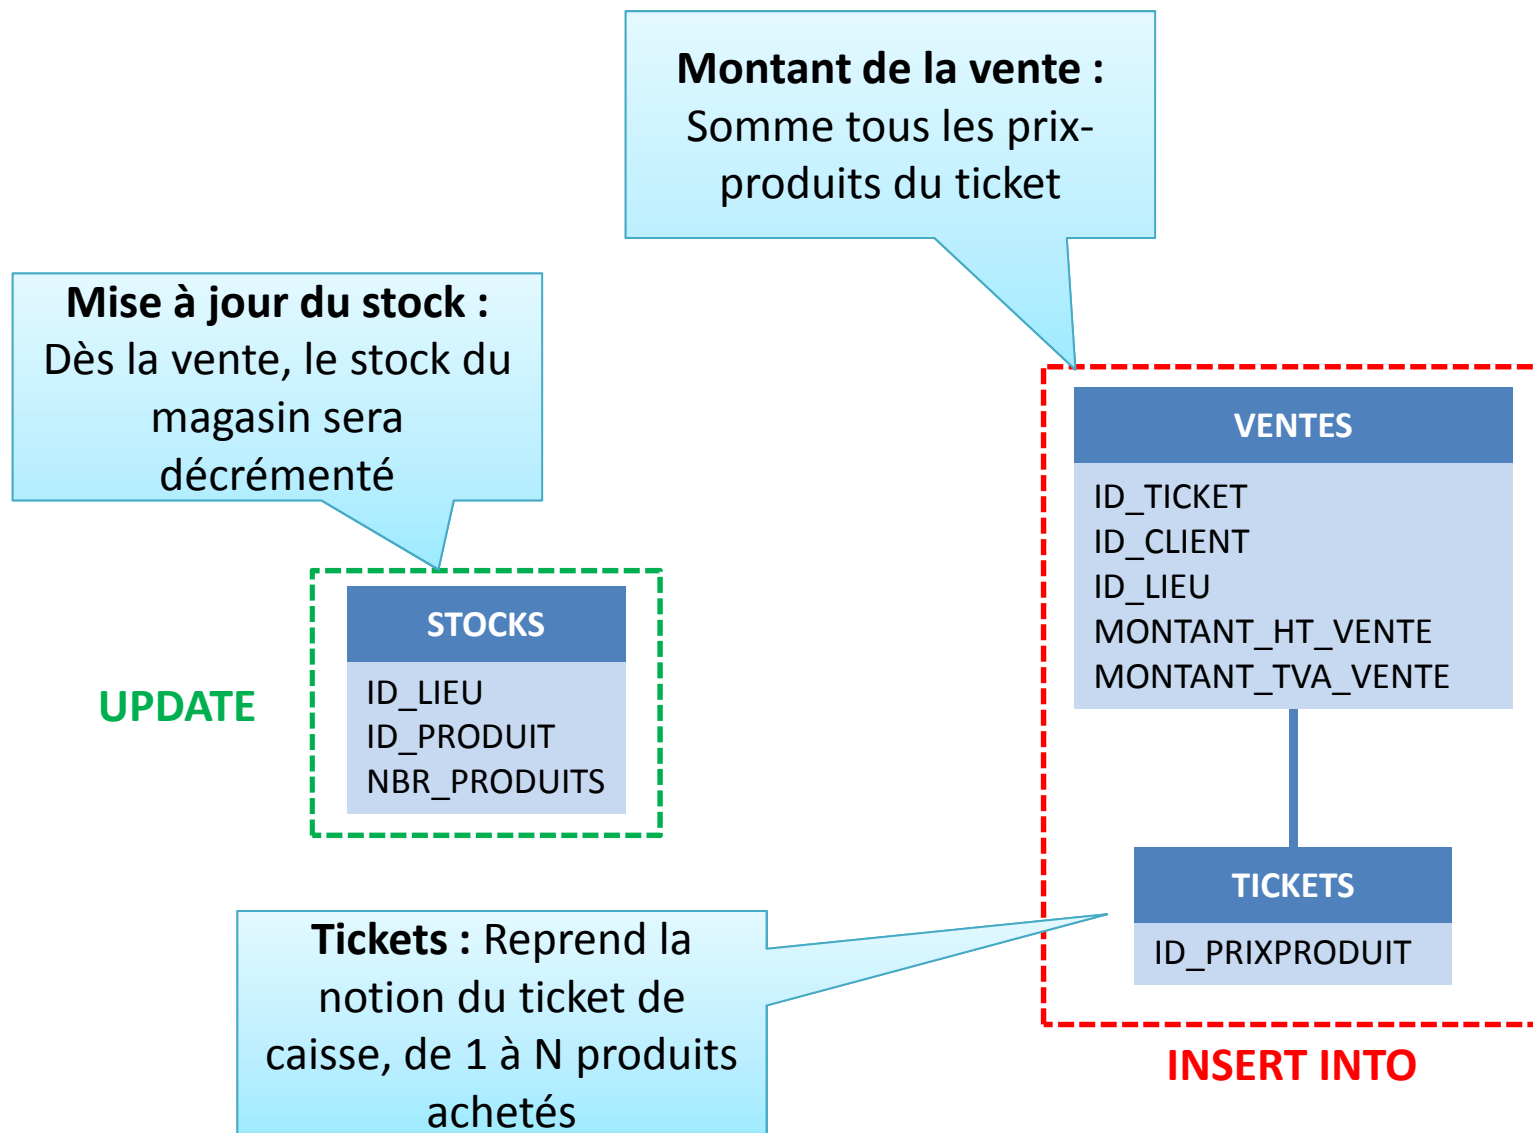 Montant de la vente :
Somme tous les prix-
produits du ticket
Mise à jour du stock :
Dès la vente, le stock du
magasin sera
décrémenté
VENTES
ID_TICKET
ID_CLIENT
ID_LIEU
MONTANT_HT_VENTE
MONTANT_TVA_VENTE
STOCKS
ID_LIEU
ID_PRODUIT
NBR_PRODUITS
UPDATE
TICKETS
ID_PRIXPRODUIT
Tickets : Reprend la
notion du ticket de
caisse, de 1 à N produits
achetés
INSERT INTO